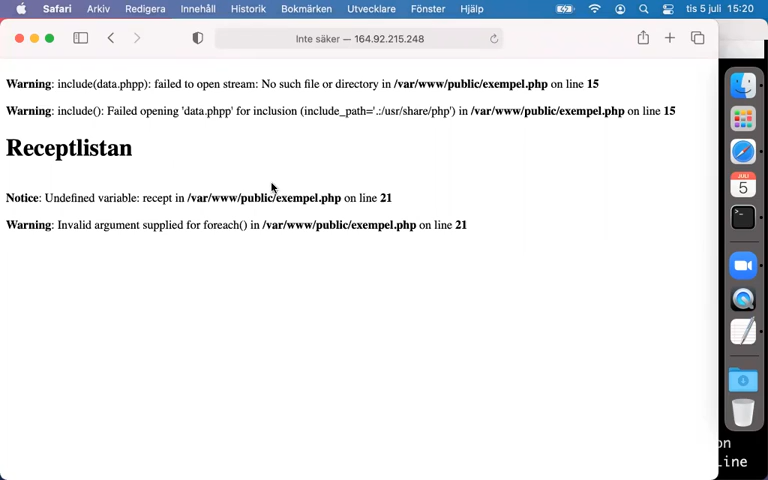 Safari Arkiv Redigera Innehåll Historik Bokmärken Utvecklare Fönster Hjälp tis 5 juli 15:20
Inte säker — 164.92.215.248
Warning: include(data.phpp): failed to open stream: No such file or directory in /var/www/public/exempel.php on line 15
Warning: include(): Failed opening 'data.phpp' for inclusion (include_path='.:/usr/share/php') in /var/www/public/exempel.php on line 15
Receptlistan
Notice: Undefined variable: recept in /var/www/public/exempel.php on line 21
Warning: Invalid argument supplied for foreach() in /var/www/public/exempel.php on line 21
JULI
5
on
line